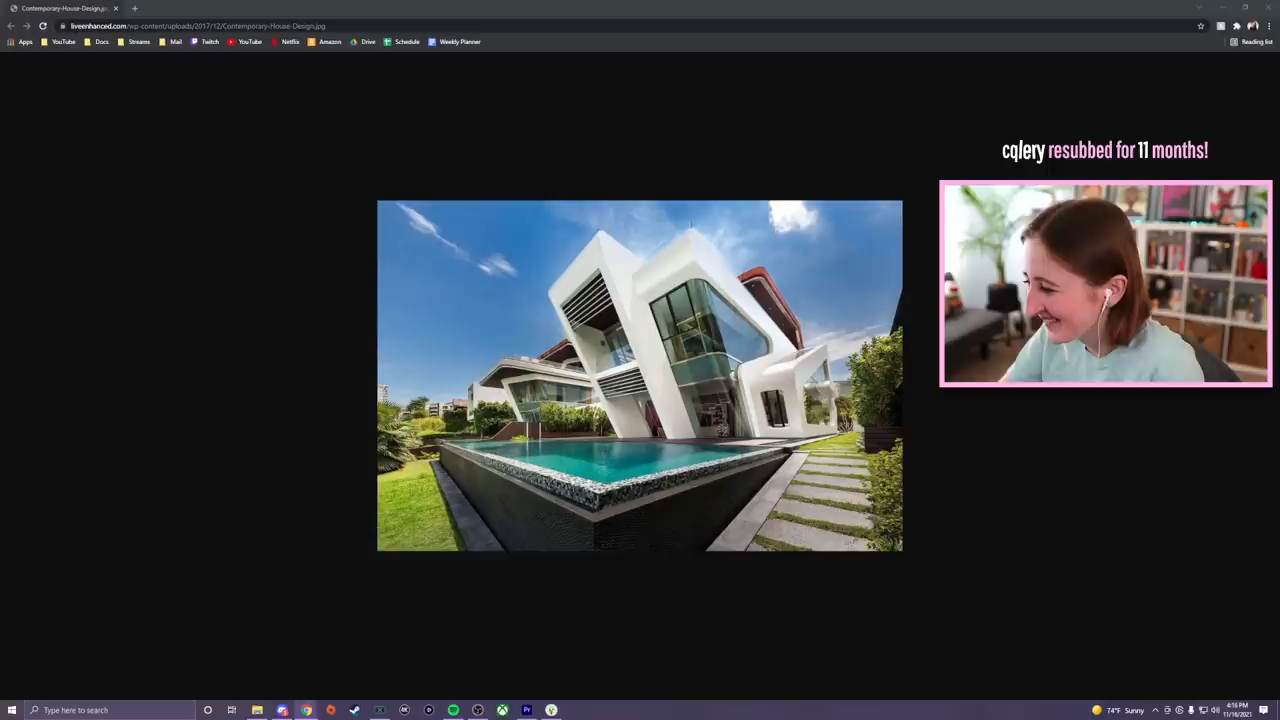 Contemporary-House-Design.jp
liveenhanced.com/wp-content/uploads/2017/12/Contemporary-House-Design.jpg
Apps YouTube Docs Streams Mail Twitch YouTube Netflix Amazon Drive Schedule Weekly Planner Reading list
cqlery resubbed for 11 months!
Type here to search
74°F Sunny
4:16 PM
11/16/2021